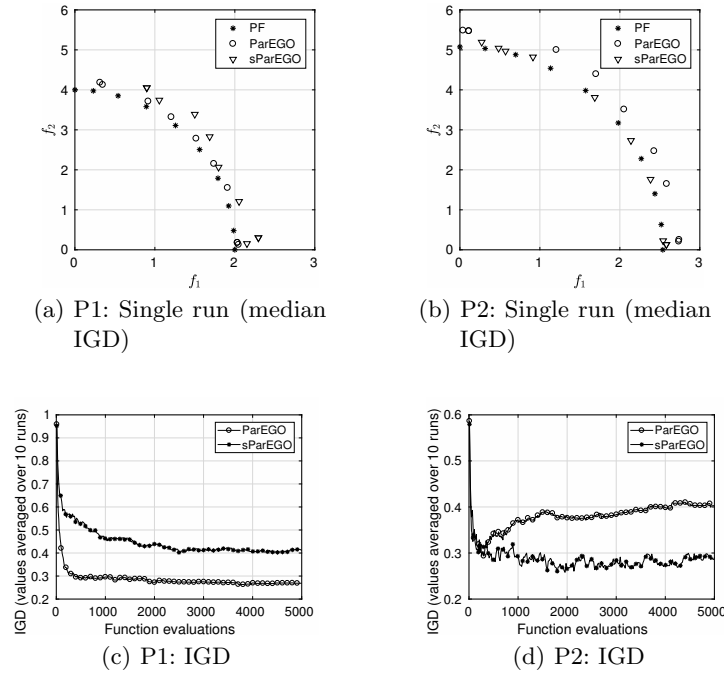 6
5
4
3
2
1
0
f2
0
1
2
3
f1
PF
ParEGO
sParEGO
(a) P1: Single run (median
IGD)
6
5
4
3
2
1
0
f2
0
1
2
3
f1
PF
ParEGO
sParEGO
(b) P2: Single run (median
IGD)
1
0.9
0.8
0.7
0.6
0.5
0.4
0.3
0.2
IGD (values averaged over 10 runs)
0
1000
2000
3000
4000
5000
Function evaluations
ParEGO
sParEGO
(c) P1: IGD
0.6
0.5
0.4
0.3
0.2
IGD (values averaged over 10 runs)
0
1000
2000
3000
4000
5000
Function evaluations
ParEGO
sParEGO
(d) P2: IGD